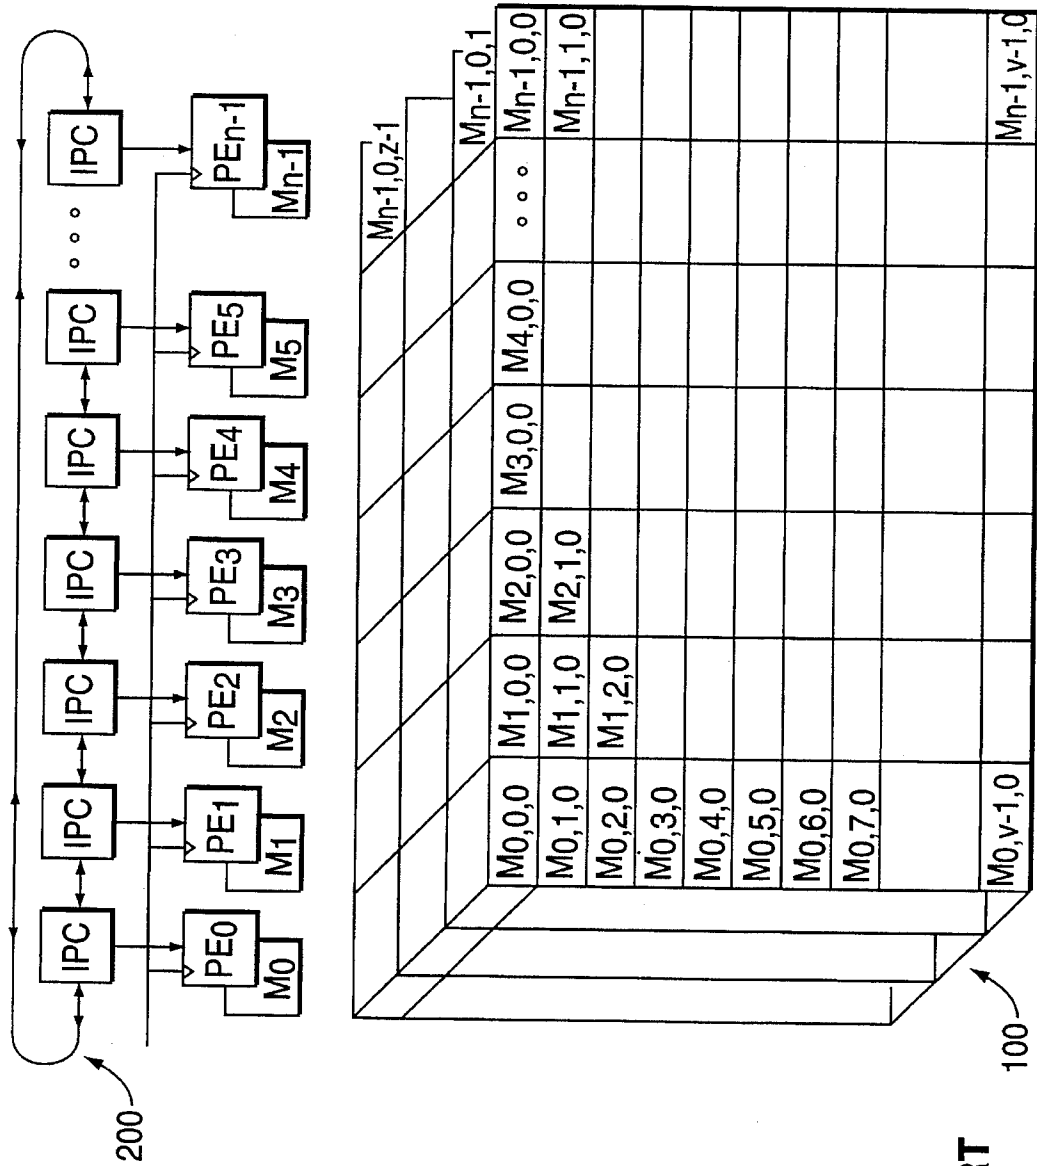 IPC IPC IPC IPC IPC IPC ∘ ∘ ∘ IPC
200
PE0 PE1 PE2 PE3 PE4 PE5 PEn-1
M0 M1 M2 M3 M4 M5 Mn-1
Mn-1,0,z-1
Mn-1,0,1
M0,0,0 M1,0,0 M2,0,0 M3,0,0 M4,0,0 ∘ ∘ ∘ Mn-1,0,0
M0,1,0 M1,1,0 M2,1,0 Mn-1,1,0
M0,2,0 M1,2,0
M0,3,0
M0,4,0
M0,5,0
M0,6,0
M0,7,0
M0,v-1,0 Mn-1,v-1,0
100
RT